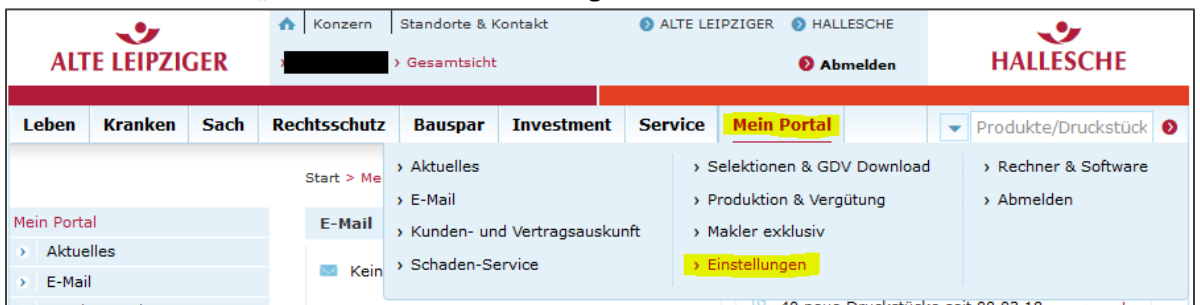 ALTE LEIPZIGER
Konzern Standorte & Kontakt ALTE LEIPZIGER HALLESCHE
› › Gesamtsicht Abmelden
HALLESCHE
Leben Kranken Sach Rechtsschutz Bauspar Investment Service Mein Portal Produkte/Druckstück
Start > Me
› Aktuelles › Selektionen & GDV Download › Rechner & Software
› E-Mail › Produktion & Vergütung › Abmelden
› Kunden- und Vertragsauskunft › Makler exklusiv
› Schaden-Service › Einstellungen
Mein Portal
› Aktuelles
› E-Mail
E-Mail
Kein